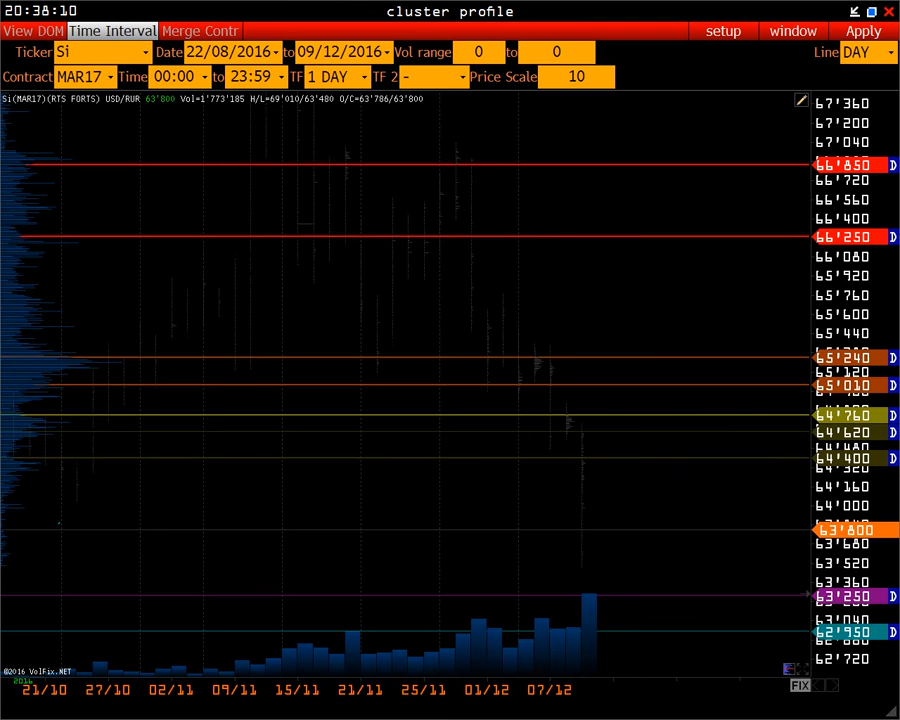 20:38:10 cluster profile
View DOM Time Interval Merge Contr setup window Apply
Ticker Si Date 22/08/2016 to 09/12/2016 Vol range 0 to 0 Line DAY
Contract MAR17 Time 00:00 to 23:59 TF 1 DAY TF 2 - Price Scale 10
Si(MAR17)(RTS FORTS) USD/RUR 63'800 Vol=1'773'185 H/L=69'010/63'480 O/C=63'786/63'800
67'360
67'200
67'040
66'850 D
66'720
66'560
66'400
66'250 D
66'080
65'920
65'760
65'600
65'440
65'240 D
65'120
65'010 D
64'760 D
64'620 D
64'480
64'400 D
64'320
64'160
64'000
63'800
63'680
63'520
63'360
63'250 D
63'040
62'950 D
62'720
©2016 VolFix.NET
2016
21/10 27/10 02/11 09/11 15/11 21/11 25/11 01/12 07/12 FIX